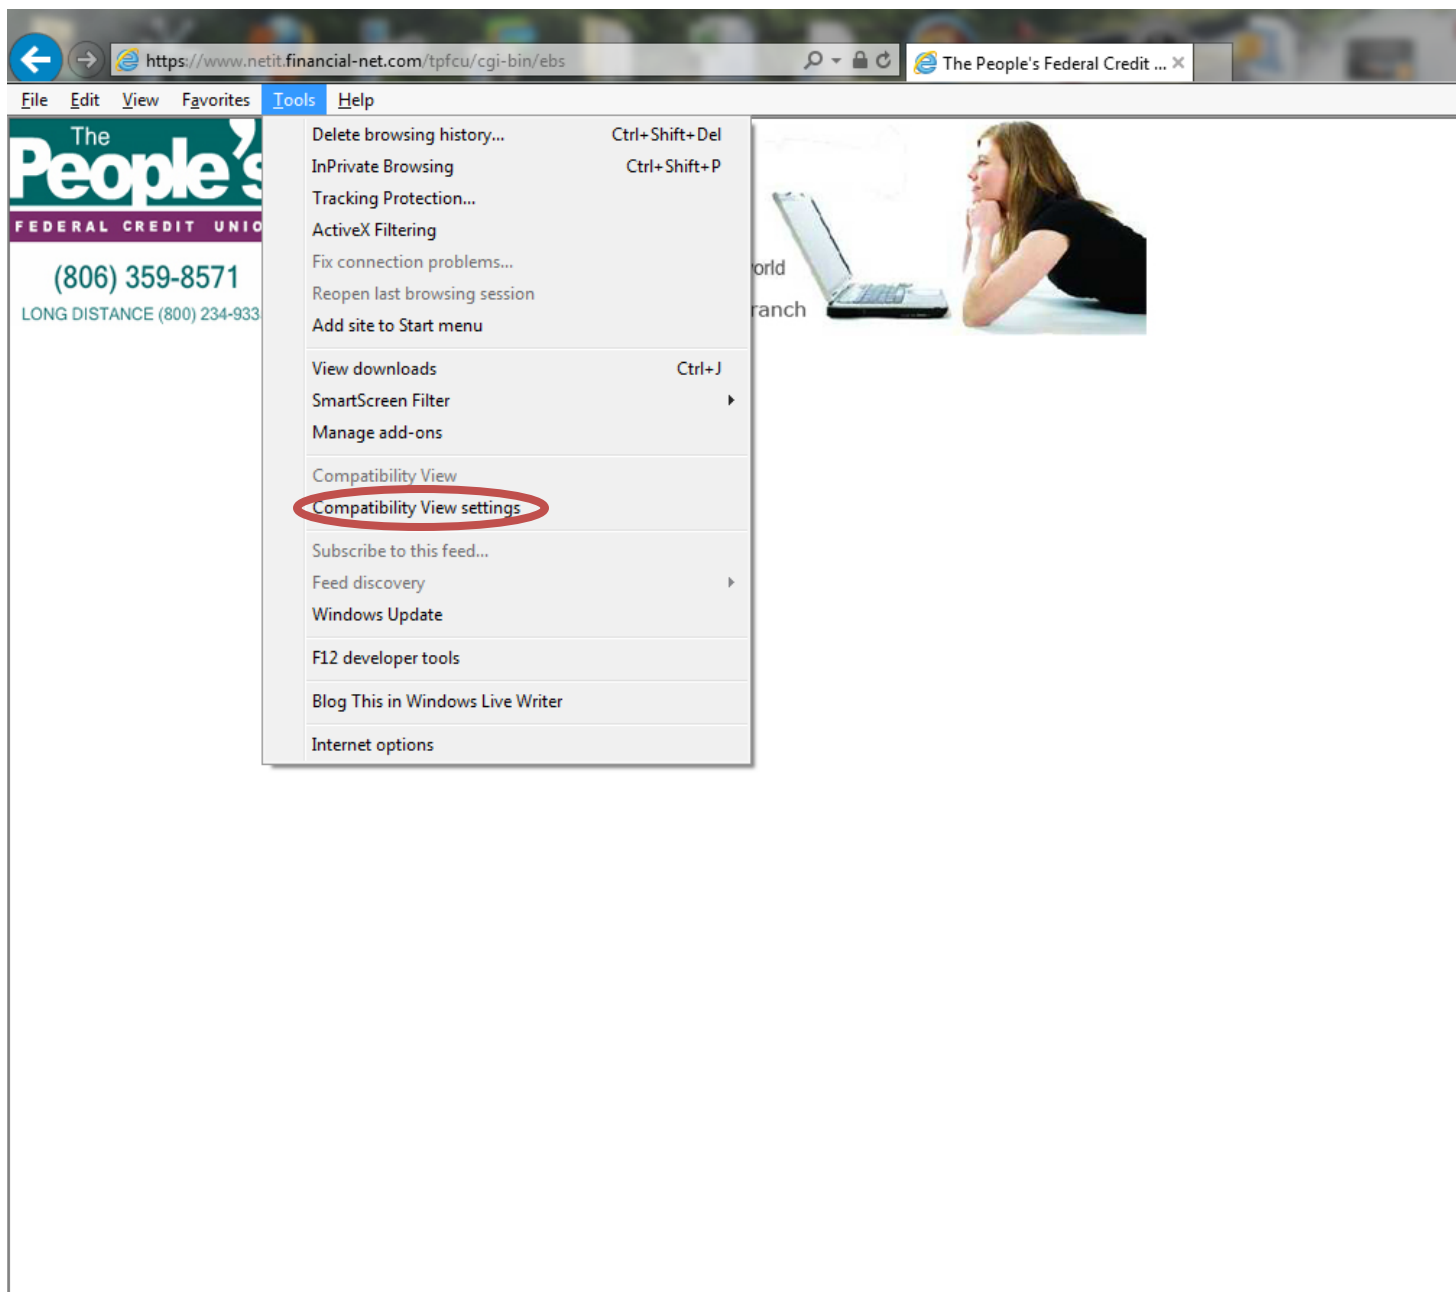 https://www.netit.financial-net.com/tpfcu/cgi-bin/ebs
The People's Federal Credit ...
File Edit View Favorites Tools Help
The
People's
FEDERAL CREDIT UNIO
(806) 359-8571
LONG DISTANCE (800) 234-933
Delete browsing history... Ctrl+Shift+Del
InPrivate Browsing Ctrl+Shift+P
Tracking Protection...
ActiveX Filtering
Fix connection problems...
Reopen last browsing session
Add site to Start menu
View downloads Ctrl+J
SmartScreen Filter
Manage add-ons
Compatibility View
Compatibility View settings
Subscribe to this feed...
Feed discovery
Windows Update
F12 developer tools
Blog This in Windows Live Writer
Internet options
orld
ranch